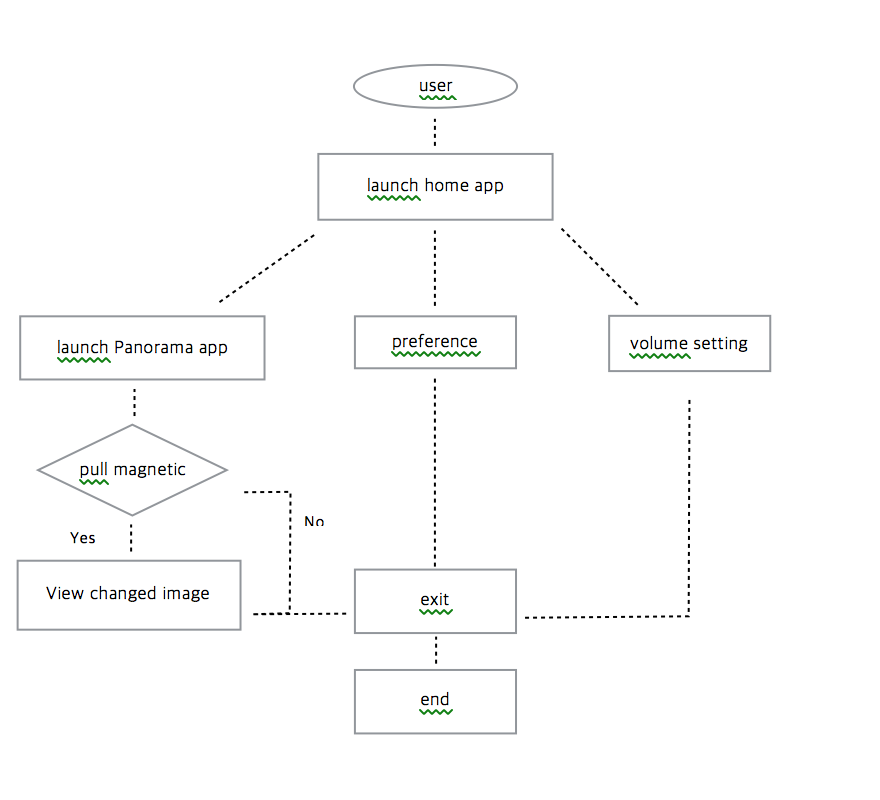 user
launch home app
launch Panorama app
preference
volume setting
pull magnetic
No
Yes
View changed image
exit
end